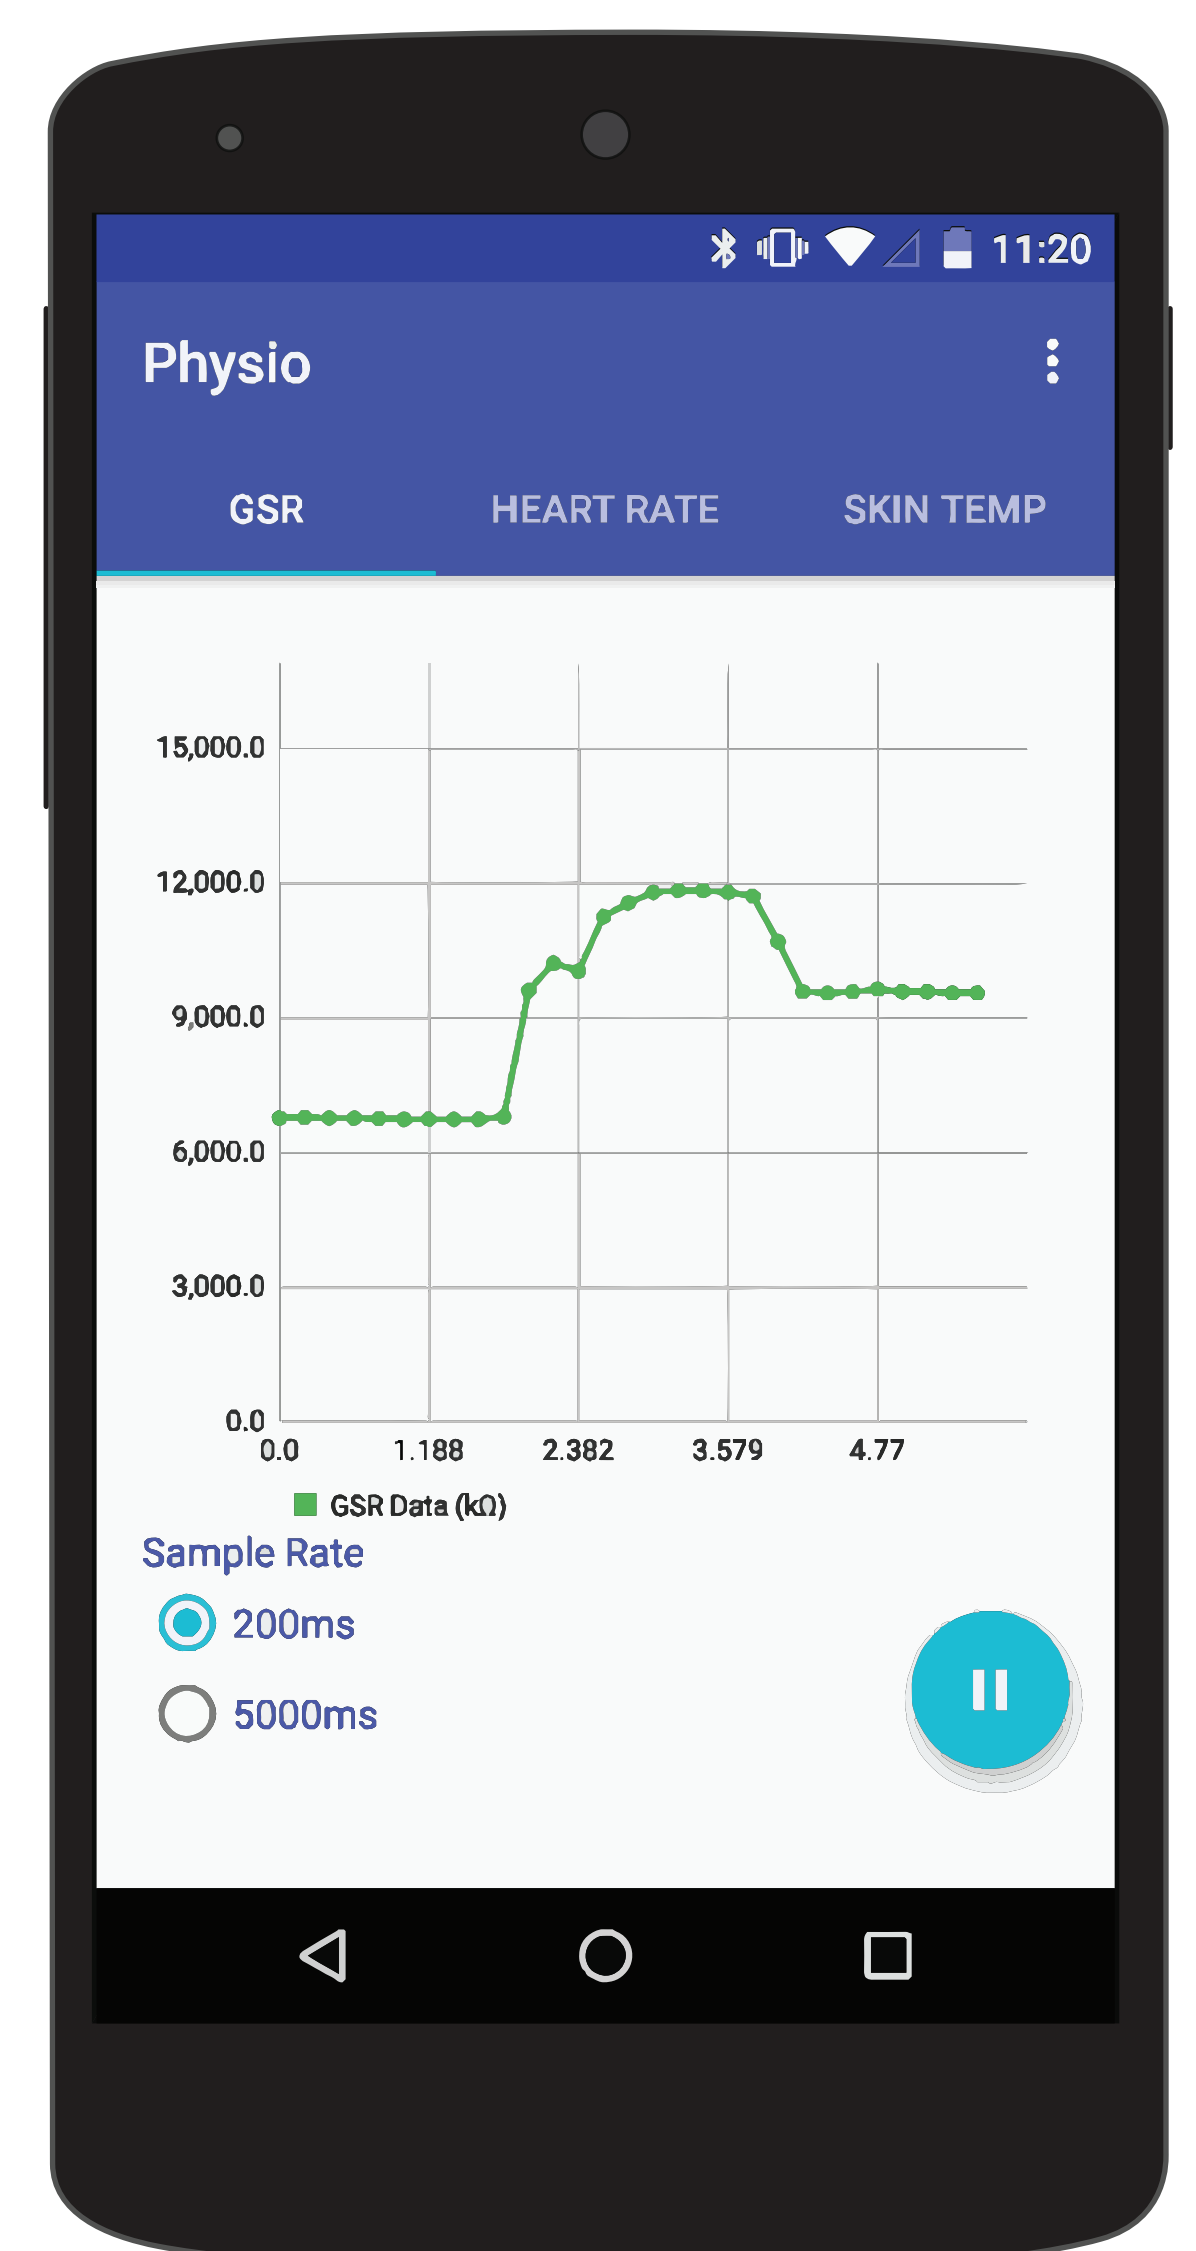 11:20
Physio
GSR HEART RATE SKIN TEMP
15,000.0
12,000.0
9,000.0
6,000.0
3,000.0
0.0
0.0 1.188 2.382 3.579 4.77
GSR Data (kΩ)
Sample Rate
200ms
5000ms